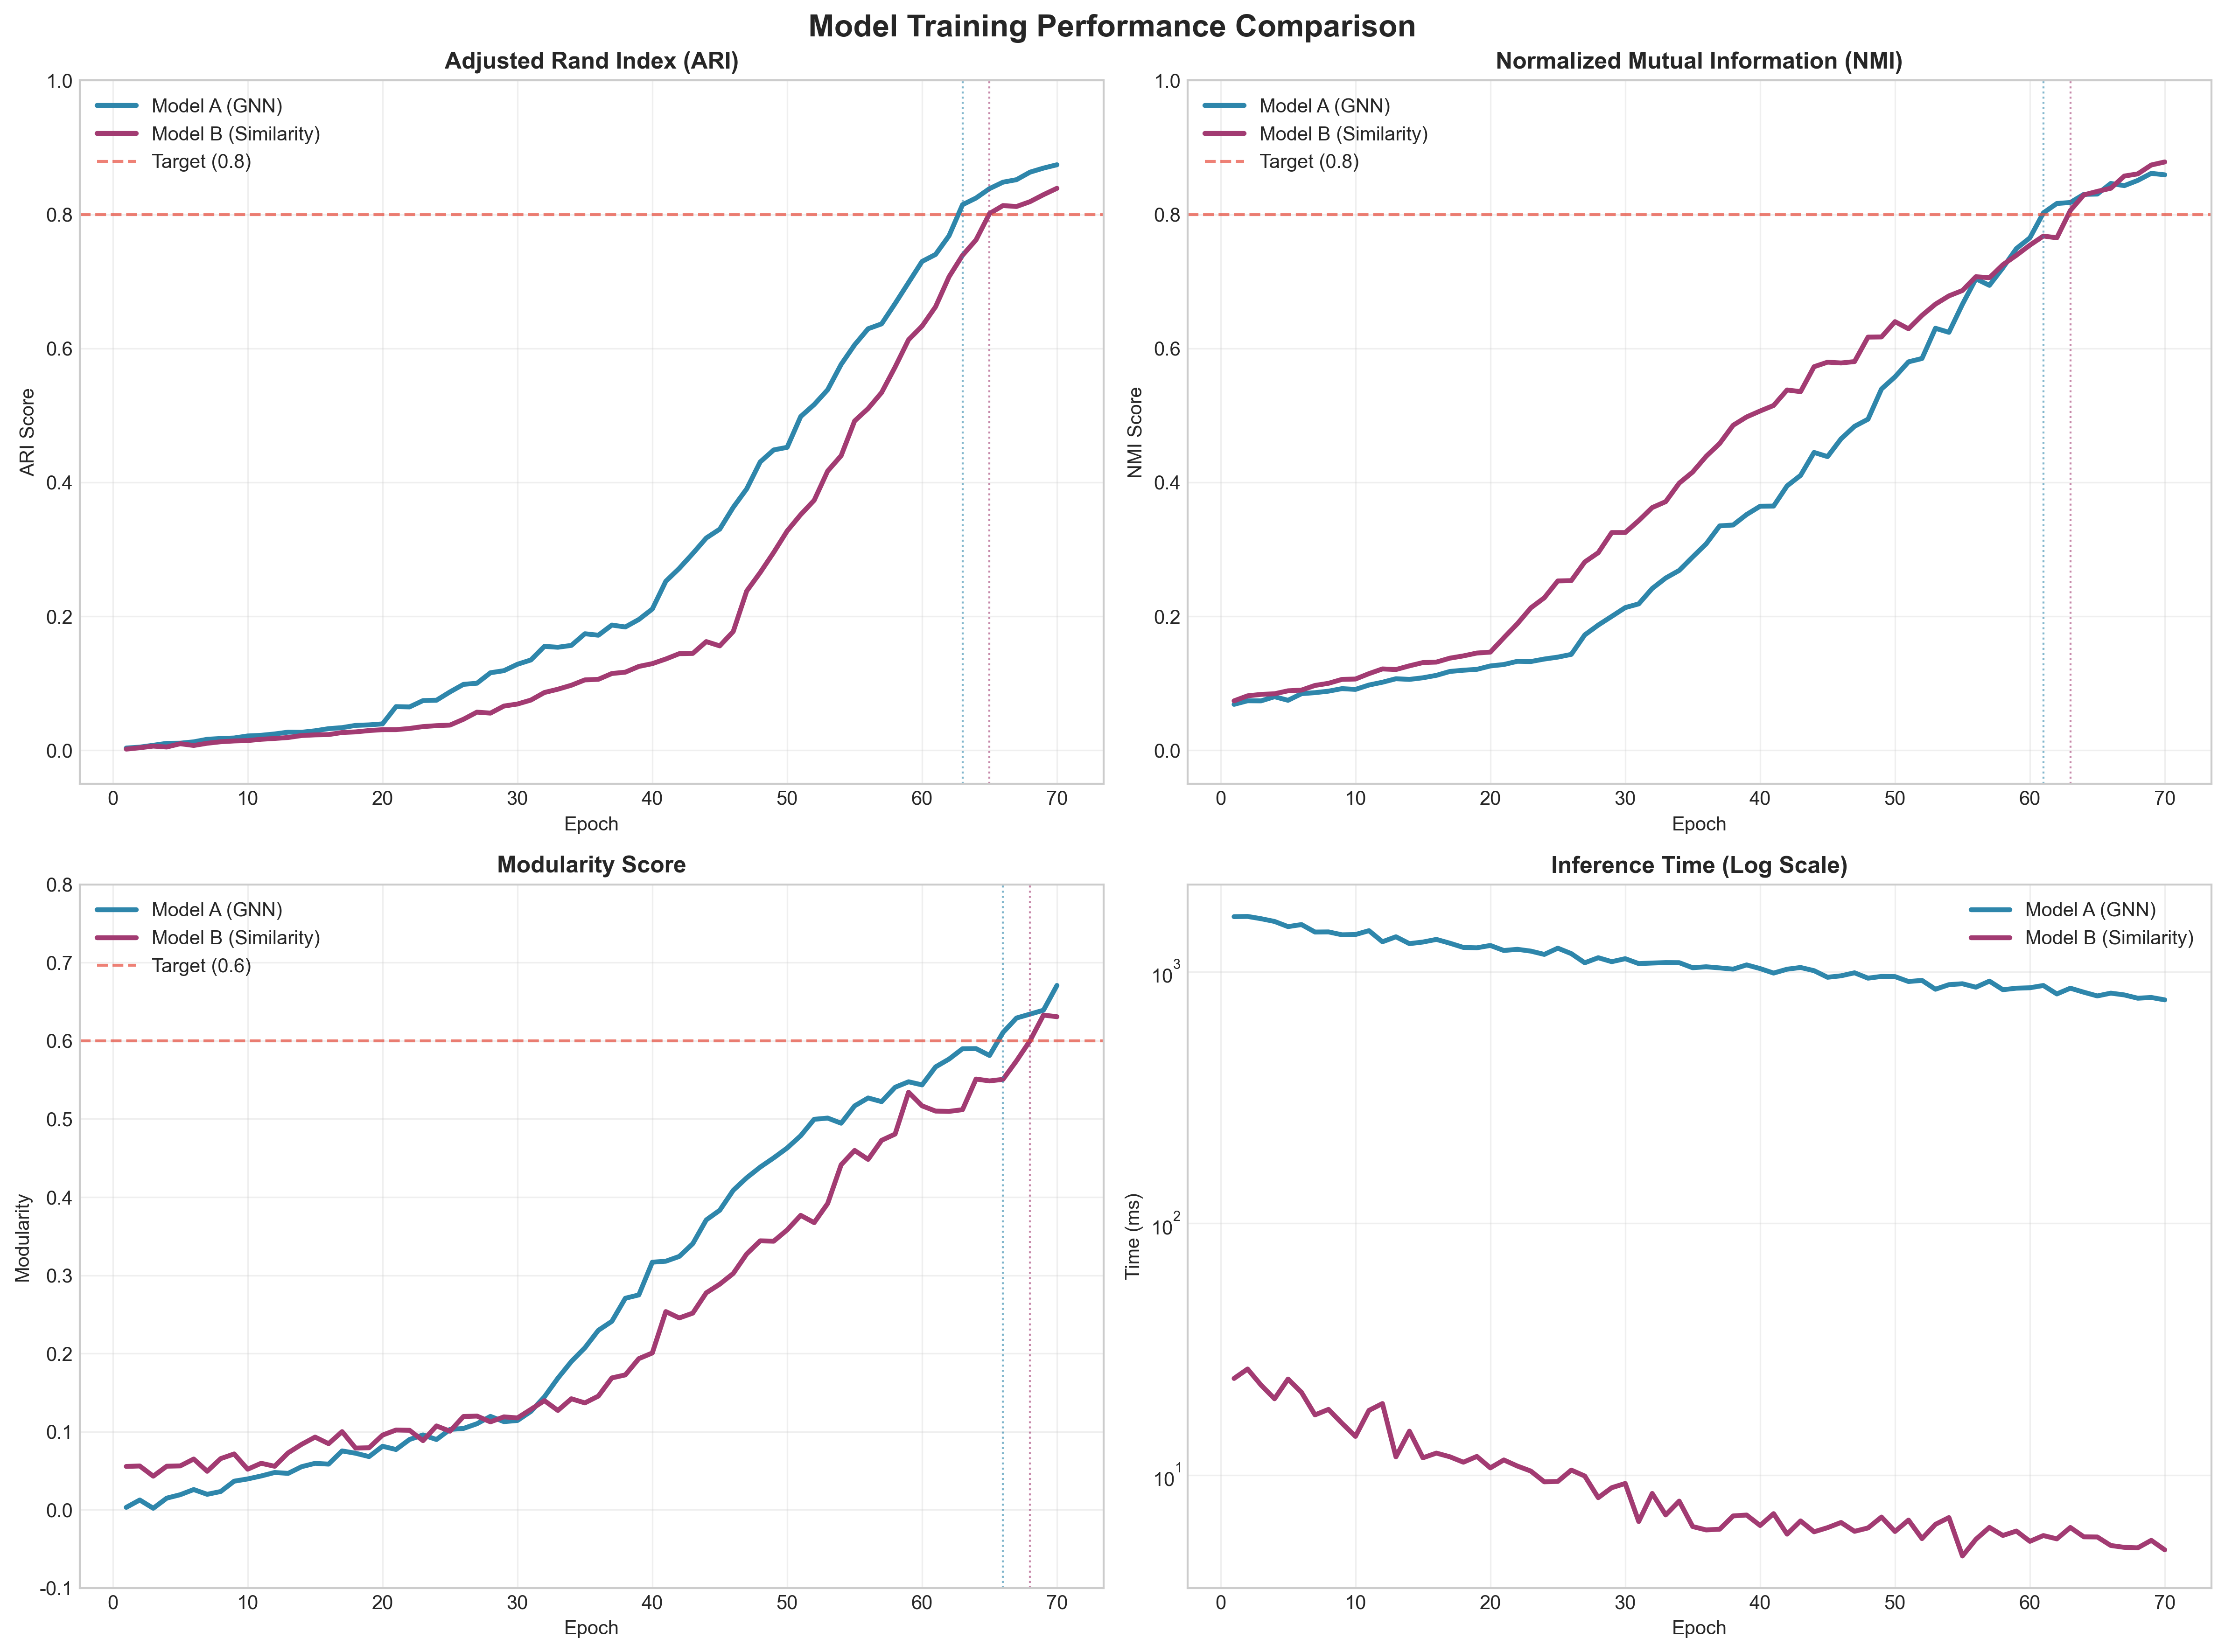 Model Training Performance Comparison
Adjusted Rand Index (ARI)
1.0
0.8
0.6
0.4
0.2
0.0
ARI Score
Model A (GNN)
Model B (Similarity)
Target (0.8)
0 10 20 30 40 50 60 70
Epoch
Normalized Mutual Information (NMI)
1.0
0.8
0.6
0.4
0.2
0.0
NMI Score
Model A (GNN)
Model B (Similarity)
Target (0.8)
0 10 20 30 40 50 60 70
Epoch
Modularity Score
0.8
0.7
0.6
0.5
0.4
0.3
0.2
0.1
0.0
-0.1
Modularity
Model A (GNN)
Model B (Similarity)
Target (0.6)
0 10 20 30 40 50 60 70
Epoch
Inference Time (Log Scale)
10³
10²
10¹
Time (ms)
Model A (GNN)
Model B (Similarity)
0 10 20 30 40 50 60 70
Epoch